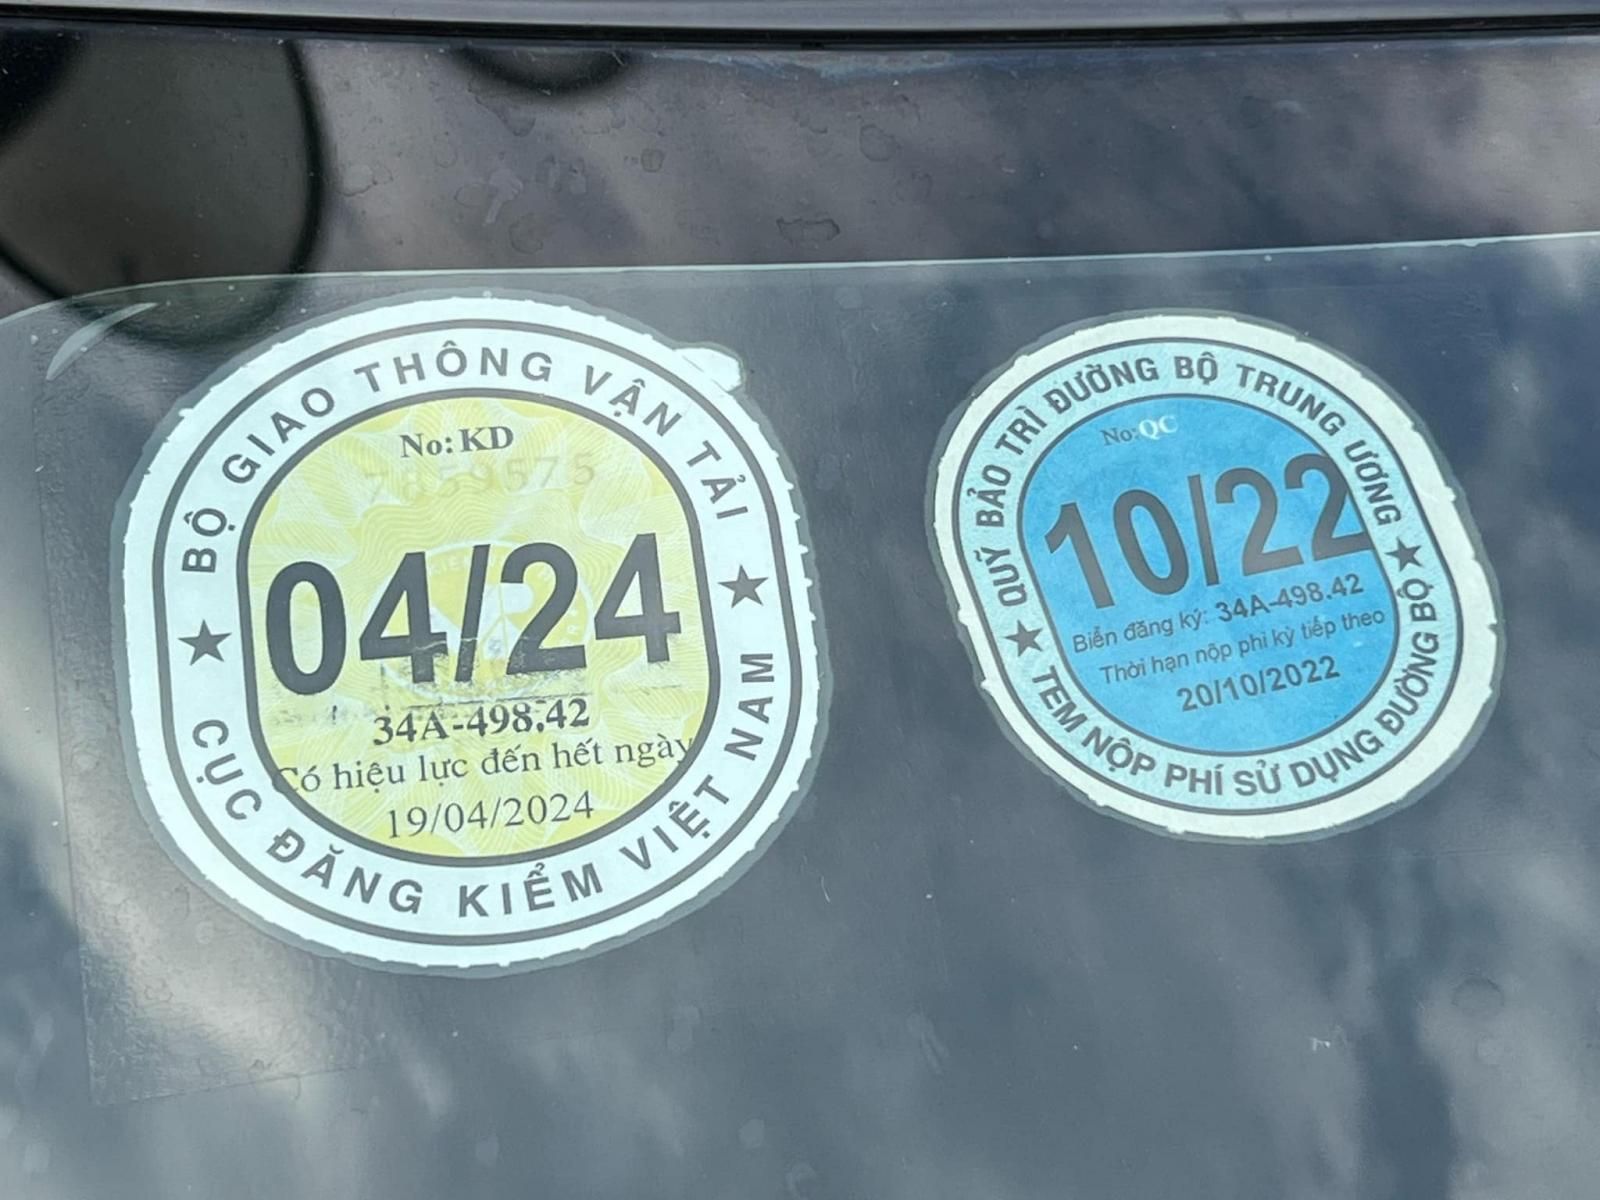 BỘ GIAO THÔNG VẬN TẢI
No: KD
7859575
04/24
34A-498.42
Có hiệu lực đến hết ngày
19/04/2024
CỤC ĐĂNG KIỂM VIỆT NAM
QUỸ BẢO TRÌ ĐƯỜNG BỘ TRUNG ƯƠNG
No: QC
10/22
Biển đăng ký: 34A-498.42
Thời hạn nộp phí kỳ tiếp theo
20/10/2022
TEM NỘP PHÍ SỬ DỤNG ĐƯỜNG BỘ